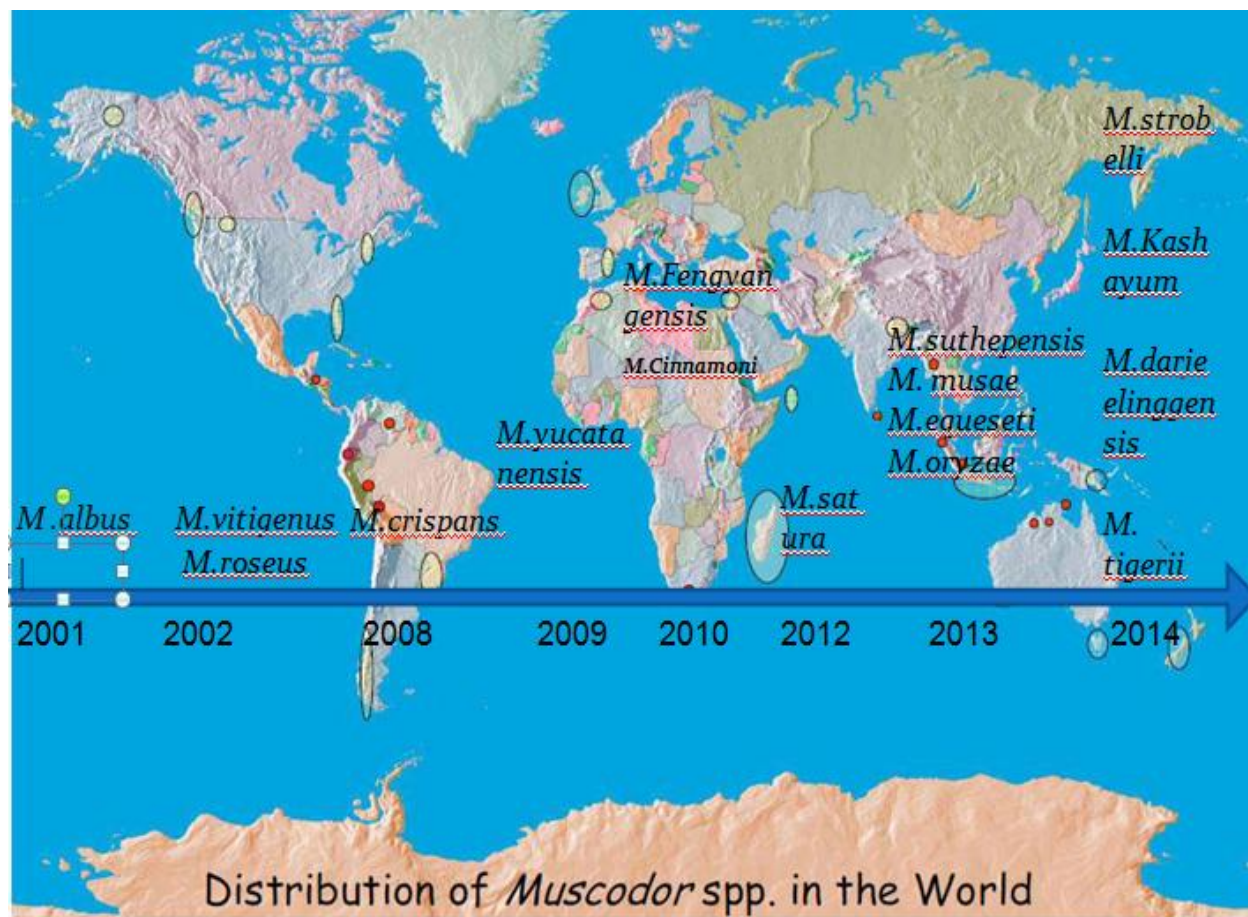 M.strob
elli
M.Kash
ayum
M.Fengyan
gensis
M.Cinnamoni
M.suthepensis
M. musae
M.equeseti
M.oryzae
M.darje
elinggen
sis
M.yucata
nensis
M.sat
ura
M .albus
M.vitigenus
M.roseus
M.crispans
M.
tigerii
2001
2002
2008
2009
2010
2012
2013
2014
Distribution of Muscodor spp. in the World